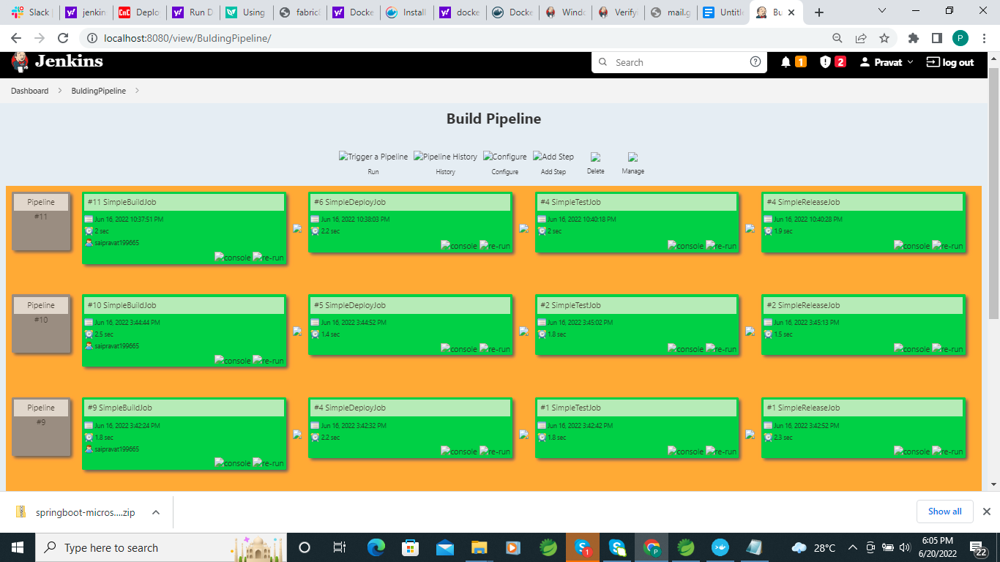 Slack
jenkin
Deplo
Run D
Using
fabric8
Docke
Install
docke
Docke
Windo
Verify
mail.g
Untitle
Bu
localhost:8080/view/BuldingPipeline/
P
Jenkins
Search
1
2
Pravat
log out
Dashboard
BuldingPipeline
Build Pipeline
Trigger a Pipeline
Pipeline History
Configure
Add Step
Run
History
Configure
Add Step
Delete
Manage
Pipeline
#11
#11 SimpleBuildJob
Jun 16, 2022 10:37:51 PM
2 sec
saipravat199665
console re-run
#6 SimpleDeployJob
Jun 16, 2022 10:38:03 PM
2.2 sec
console re-run
#4 SimpleTestJob
Jun 16, 2022 10:40:18 PM
2 sec
console re-run
#4 SimpleReleaseJob
Jun 16, 2022 10:40:28 PM
1.9 sec
console re-run
Pipeline
#10
#10 SimpleBuildJob
Jun 16, 2022 3:44:44 PM
2.5 sec
saipravat199665
console re-run
#5 SimpleDeployJob
Jun 16, 2022 3:44:52 PM
1.4 sec
console re-run
#2 SimpleTestJob
Jun 16, 2022 3:45:02 PM
1.8 sec
console re-run
#2 SimpleReleaseJob
Jun 16, 2022 3:45:13 PM
1.5 sec
console re-run
Pipeline
#9
#9 SimpleBuildJob
Jun 16, 2022 3:42:24 PM
1.8 sec
saipravat199665
console re-run
#4 SimpleDeployJob
Jun 16, 2022 3:42:32 PM
2.2 sec
console re-run
#1 SimpleTestJob
Jun 16, 2022 3:42:42 PM
1.8 sec
console re-run
#1 SimpleReleaseJob
Jun 16, 2022 3:42:52 PM
2.3 sec
console re-run
springboot-micros....zip
Show all
Type here to search
28°C
6:05 PM
6/20/2022
22